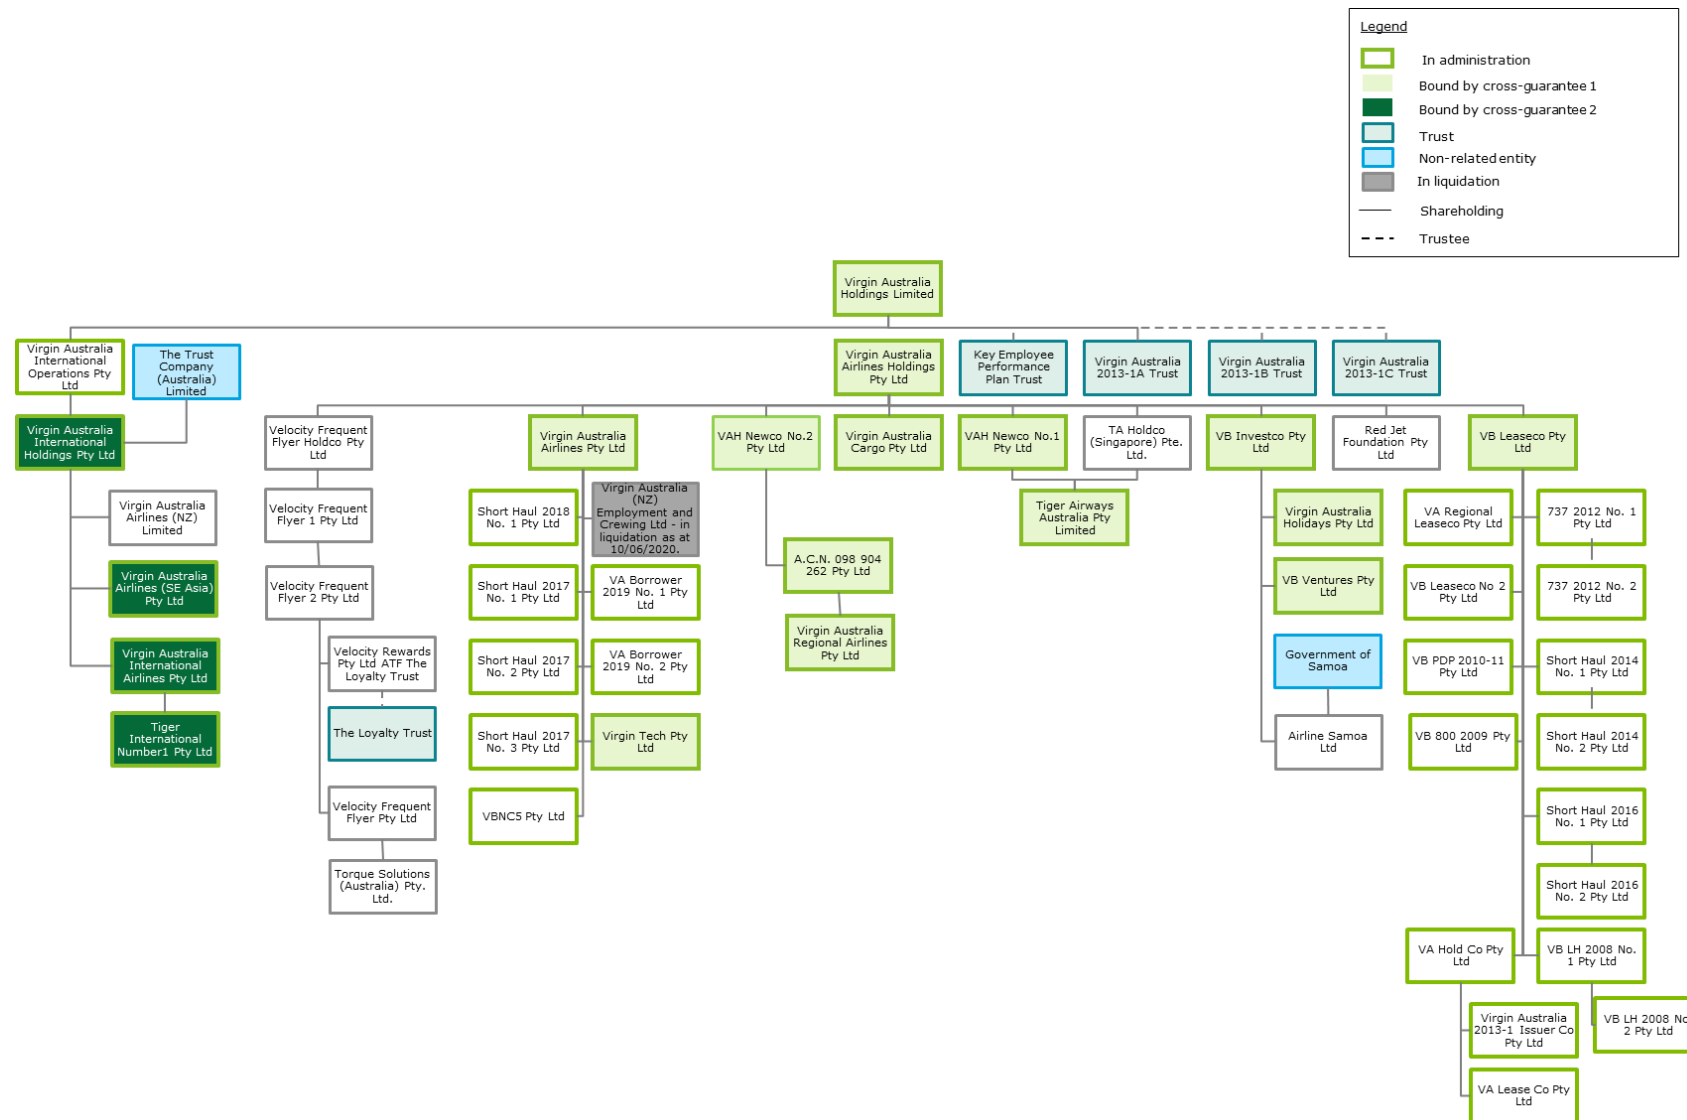 Legend
In administration
Bound by cross-guarantee 1
Bound by cross-guarantee 2
Trust
Non-related entity
In liquidation
Shareholding
Trustee
Virgin Australia
Holdings Limited
Virgin Australia
International
Operations Pty
Ltd
The Trust
Company
(Australia)
Limited
Virgin Australia
Airlines Holdings
Pty Ltd
Key Employee
Performance
Plan Trust
Virgin Australia
2013-1A Trust
Virgin Australia
2013-1B Trust
Virgin Australia
2013-1C Trust
Virgin Australia
International
Holdings Pty Ltd
Velocity Frequent
Flyer Holdco Pty
Ltd
Virgin Australia
Airlines Pty Ltd
VAH Newco No.2
Pty Ltd
Virgin Australia
Cargo Pty Ltd
VAH Newco No.1
Pty Ltd
TA Holdco
(Singapore) Pte.
Ltd.
VB Investco Pty
Ltd
Red Jet
Foundation Pty
Ltd
VB Leaseco Pty
Ltd
Virgin Australia
Airlines (NZ)
Limited
Virgin Australia
Airlines (SE Asia)
Pty Ltd
Virgin Australia
International
Airlines Pty Ltd
Tiger
International
Number1 Pty Ltd
Velocity Frequent
Flyer 1 Pty Ltd
Velocity Frequent
Flyer 2 Pty Ltd
Velocity Rewards
Pty Ltd ATF The
Loyalty Trust
The Loyalty Trust
Velocity Frequent
Flyer Pty Ltd
Torque Solutions
(Australia) Pty.
Ltd.
Short Haul 2018
No. 1 Pty Ltd
Virgin Australia
(NZ)
Employment and
Crewing Ltd - in
liquidation as at
10/06/2020.
Short Haul 2017
No. 1 Pty Ltd
VA Borrower
2019 No. 1 Pty
Ltd
Short Haul 2017
No. 2 Pty Ltd
VA Borrower
2019 No. 2 Pty
Ltd
Short Haul 2017
No. 3 Pty Ltd
Virgin Tech Pty
Ltd
VBNC5 Pty Ltd
A.C.N. 098 904
262 Pty Ltd
Virgin Australia
Regional Airlines
Pty Ltd
Tiger Airways
Australia Pty
Limited
Virgin Australia
Holidays Pty Ltd
VB Ventures Pty
Ltd
Government of
Samoa
Airline Samoa
Ltd
VA Regional
Leaseco Pty Ltd
737 2012 No. 1
Pty Ltd
VB Leaseco No 2
Pty Ltd
737 2012 No. 2
Pty Ltd
VB PDP 2010-11
Pty Ltd
Short Haul 2014
No. 1 Pty Ltd
VB 800 2009 Pty
Ltd
Short Haul 2014
No. 2 Pty Ltd
Short Haul 2016
No. 1 Pty Ltd
Short Haul 2016
No. 2 Pty Ltd
VA Hold Co Pty
Ltd
VB LH 2008 No.
1 Pty Ltd
Virgin Australia
2013-1 Issuer Co
Pty Ltd
VB LH 2008 No
2 Pty Ltd
VA Lease Co Pty
Ltd